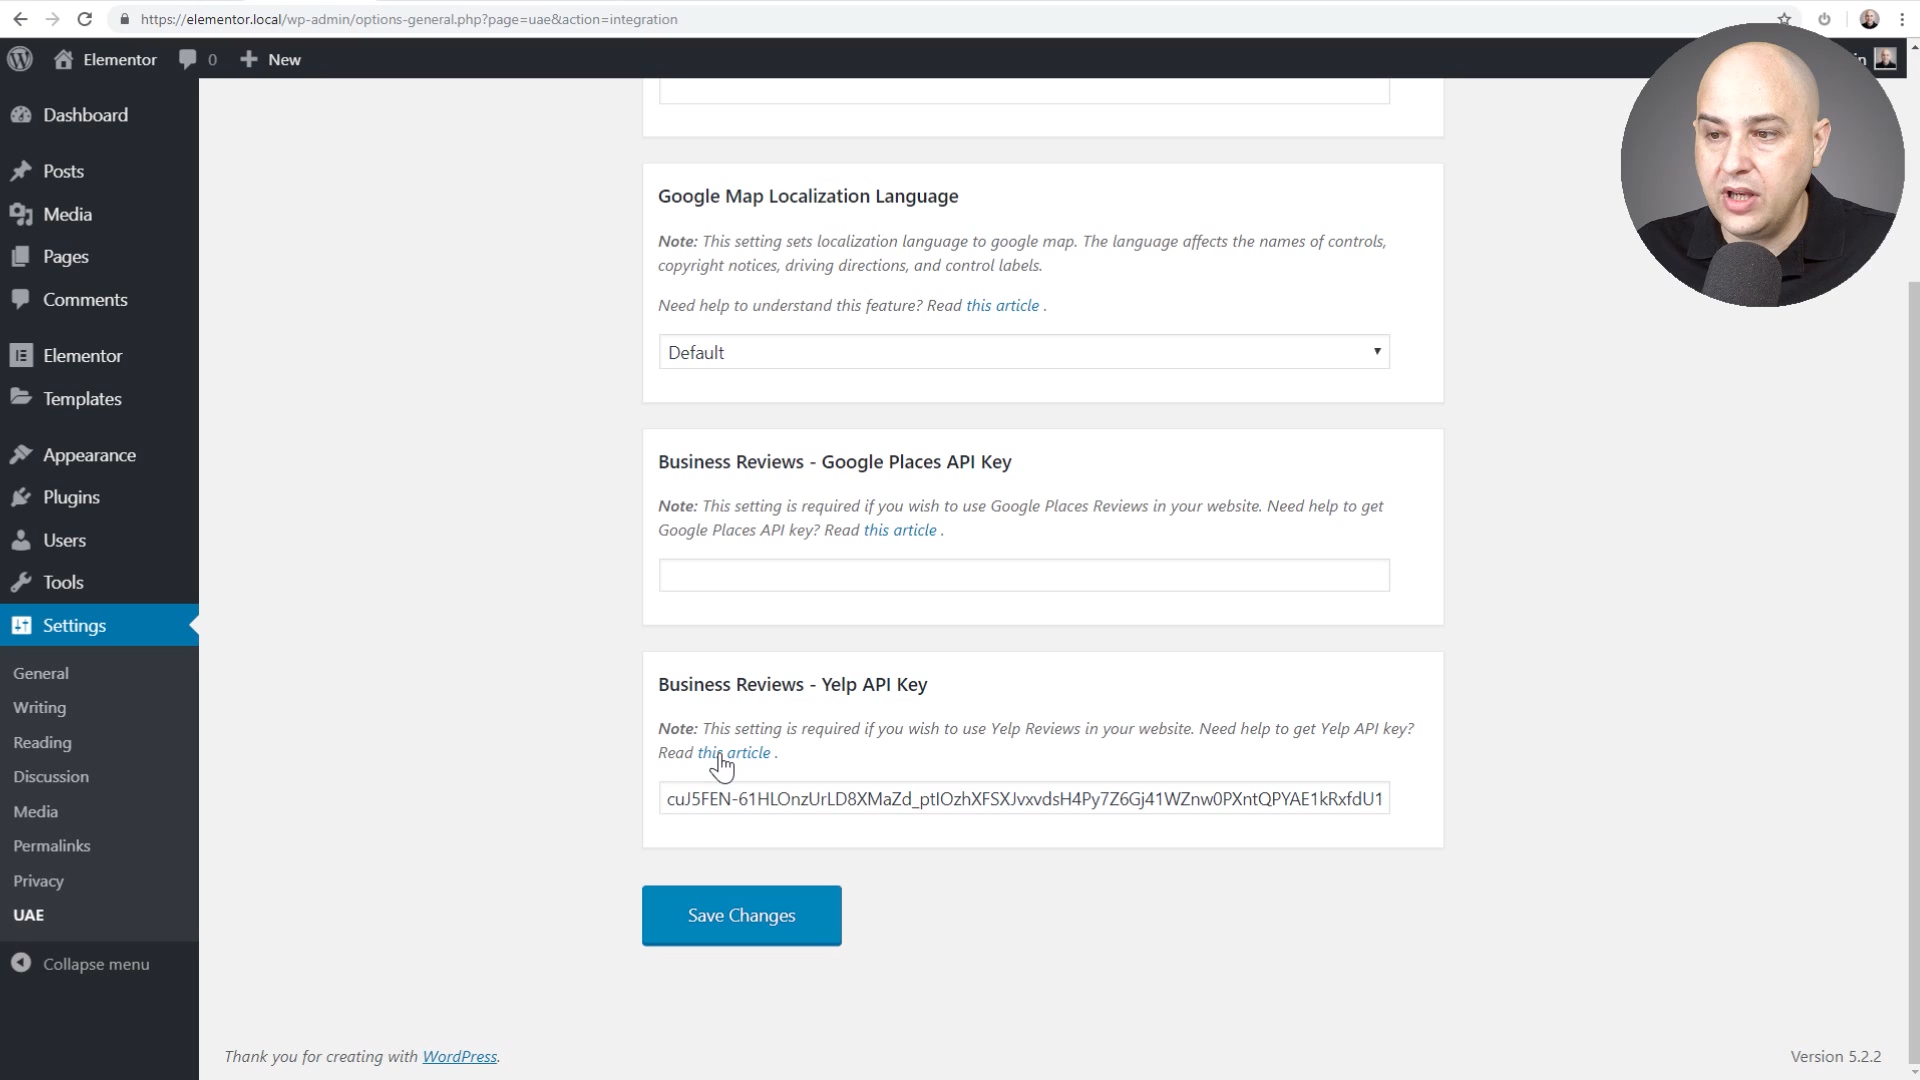 https://elementor.local/wp-admin/options-general.php?page=uae&action=integration
Elementor
0
New
Dashboard
Posts
Media
Pages
Comments
Elementor
Templates
Appearance
Plugins
Users
Tools
Settings
General
Writing
Reading
Discussion
Media
Permalinks
Privacy
UAE
Collapse menu
Google Map Localization Language
Note: This setting sets localization language to google map. The language affects the names of controls,
copyright notices, driving directions, and control labels.
Need help to understand this feature? Read this article .
Default
Business Reviews - Google Places API Key
Note: This setting is required if you wish to use Google Places Reviews in your website. Need help to get
Google Places API key? Read this article .
Business Reviews - Yelp API Key
Note: This setting is required if you wish to use Yelp Reviews in your website. Need help to get Yelp API key?
Read this article .
cuJ5FEN-61HLOnzUrLD8XMaZd_ptIOzhXFSXJvxvdsH4Py7Z6Gj41WZnw0PXntQPYAE1kRxfdU1
Save Changes
Thank you for creating with WordPress.
Version 5.2.2